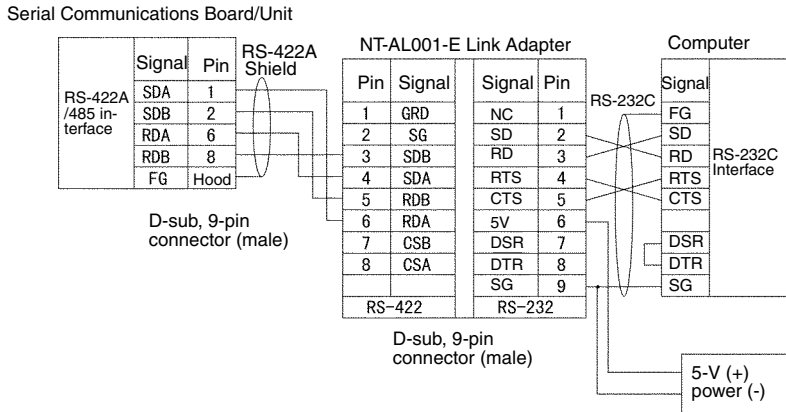 Serial Communications Board/Unit
RS-422A
/485 in-
terface
Signal Pin
SDA 1
SDB 2
RDA 6
RDB 8
FG Hood
RS-422A
Shield
D-sub, 9-pin
connector (male)
NT-AL001-E Link Adapter
Pin Signal
1 GRD
2 SG
3 SDB
4 SDA
5 RDB
6 RDA
7 CSB
8 CSA
RS-422
Signal Pin
NC 1
SD 2
RD 3
RTS 4
CTS 5
5V 6
DSR 7
DTR 8
SG 9
RS-232
D-sub, 9-pin
connector (male)
RS-232C
Computer
Signal
FG
SD
RD
RTS
CTS
DSR
DTR
SG
RS-232C
Interface
5-V (+)
power (-)